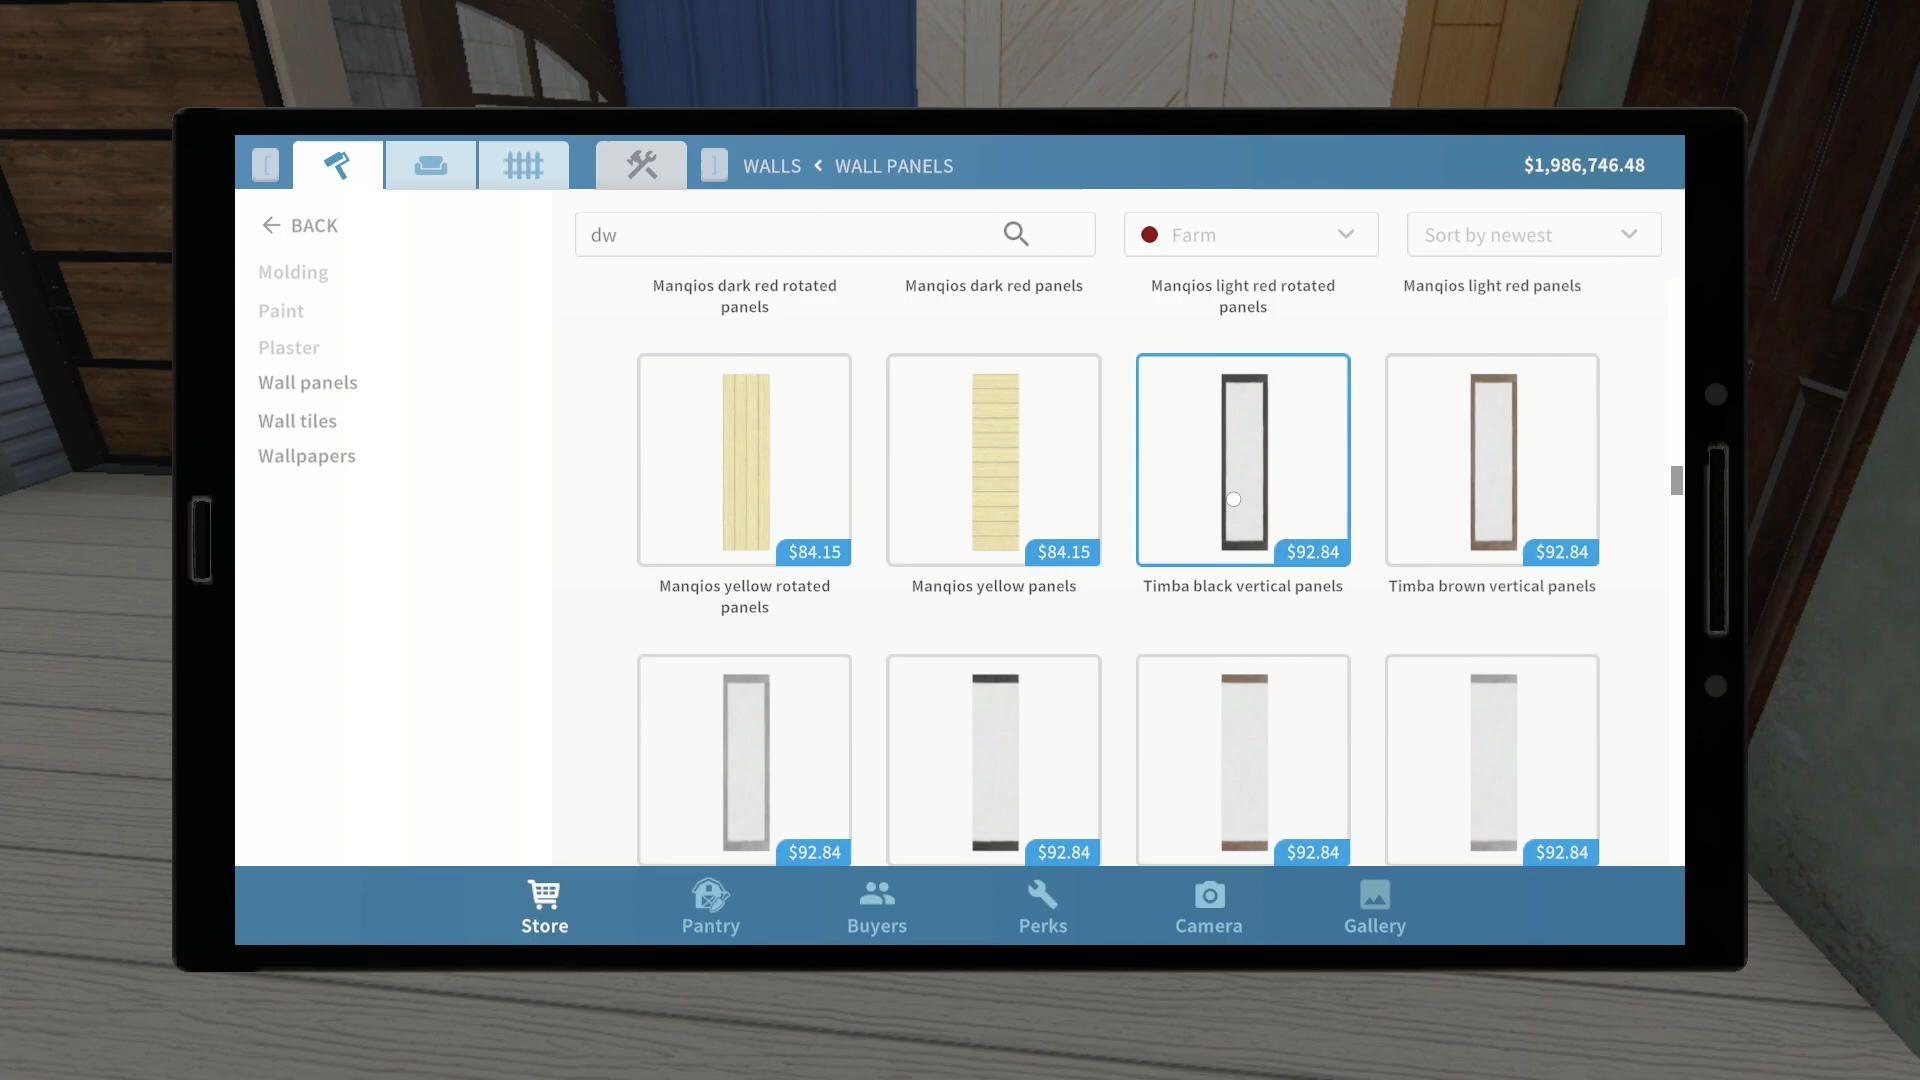 [
]
WALLS < WALL PANELS
$1,986,746.48
BACK
dw
Farm
Sort by newest
Molding
Paint
Plaster
Wall panels
Wall tiles
Wallpapers
Manqios dark red rotated
panels
Manqios dark red panels
Manqios light red rotated
panels
Manqios light red panels
$84.15
$84.15
$92.84
$92.84
Manqios yellow rotated
panels
Manqios yellow panels
Timba black vertical panels
Timba brown vertical panels
$92.84
$92.84
$92.84
$92.84
Store
Pantry
Buyers
Perks
Camera
Gallery